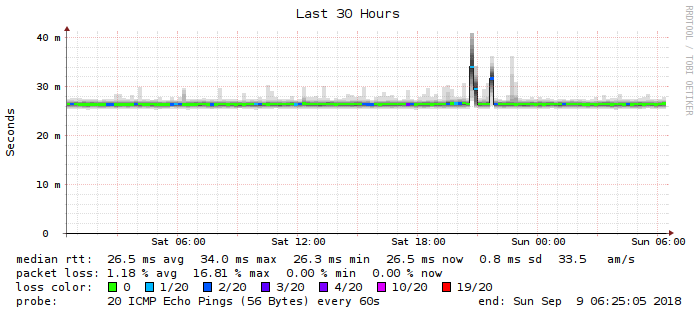 Last 30 Hours
RRDTOOL / TOBI OETIKER
Seconds
40 m
30 m
20 m
10 m
0
Sat 06:00 Sat 12:00 Sat 18:00 Sun 00:00 Sun 06:00
median rtt: 26.5 ms avg 34.0 ms max 26.3 ms min 26.5 ms now 0.8 ms sd 33.5 am/s
packet loss: 1.18 % avg 16.81 % max 0.00 % min 0.00 % now
loss color: 0 1/20 2/20 3/20 4/20 10/20 19/20
probe: 20 ICMP Echo Pings (56 Bytes) every 60s end: Sun Sep 9 06:25:05 2018